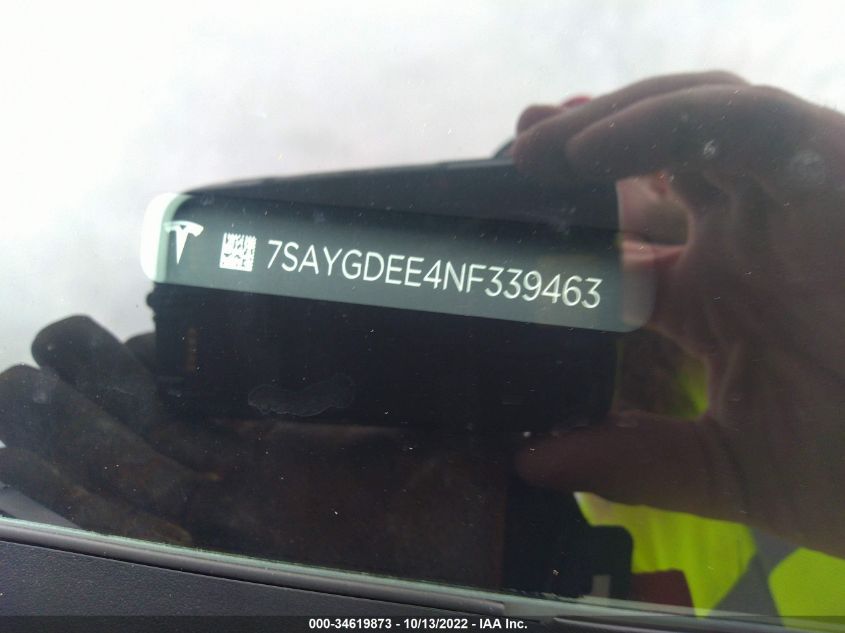 7SAYGDEE4NF339463
000-34619873 - 10/13/2022 - IAA Inc.